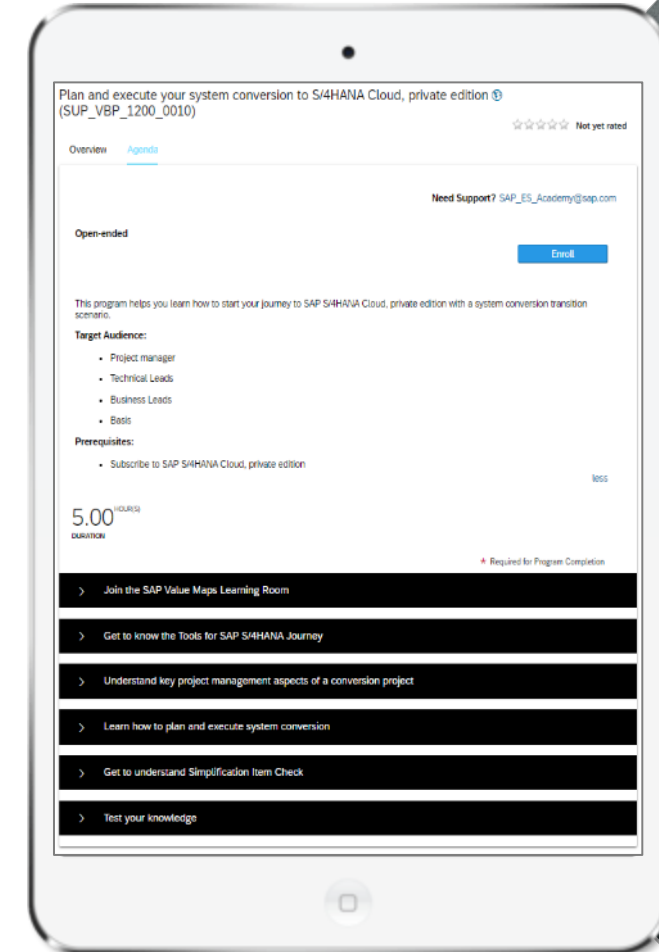 Plan and execute your system conversion to S/4HANA Cloud, private edition
(SUP_VBP_1200_0010)
Not yet rated
Overview Agenda
Need Support? SAP_ES_Academy@sap.com
Open-ended
Enroll
This program helps you learn how to start your journey to SAP S/4HANA Cloud, private edition with a system conversion transition
scenario.
Target Audience:
• Project manager
• Technical Leads
• Business Leads
• Basis
Prerequisites:
• Subscribe to SAP S/4HANA Cloud, private edition
less
5.00 HOUR(S)
DURATION
* Required for Program Completion
Join the SAP Value Maps Learning Room
Get to know the Tools for SAP S/4HANA Journey
Understand key project management aspects of a conversion project
Learn how to plan and execute system conversion
Get to understand Simplification Item Check
Test your knowledge